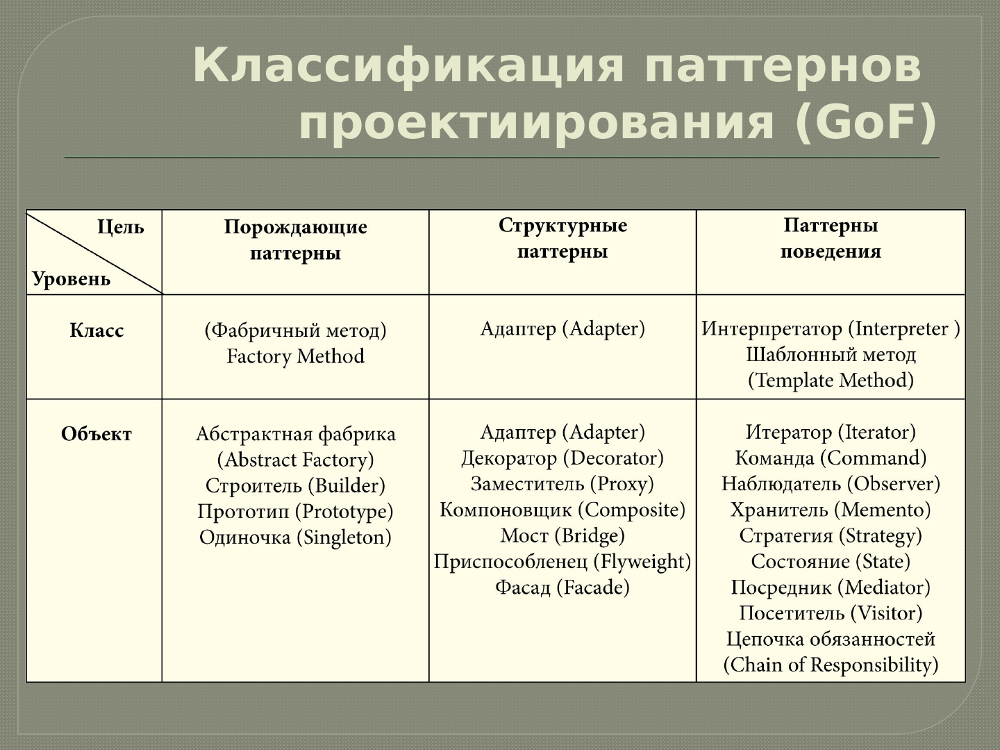 Классификация паттернов
проектиирования (GoF)
Цель
Уровень
Порождающие
паттерны
Структурные
паттерны
Паттерны
поведения
Класс
(Фабричный метод)
Factory Method
Адаптер (Adapter)
Интерпретатор (Interpreter )
Шаблонный метод
(Template Method)
Объект
Абстрактная фабрика
(Abstract Factory)
Строитель (Builder)
Прототип (Prototype)
Одиночка (Singleton)
Адаптер (Adapter)
Декоратор (Decorator)
Заместитель (Proxy)
Компоновщик (Composite)
Мост (Bridge)
Приспособленец (Flyweight)
Фасад (Facade)
Итератор (Iterator)
Команда (Command)
Наблюдатель (Observer)
Хранитель (Memento)
Стратегия (Strategy)
Состояние (State)
Посредник (Mediator)
Посетитель (Visitor)
Цепочка обязанностей
(Chain of Responsibility)